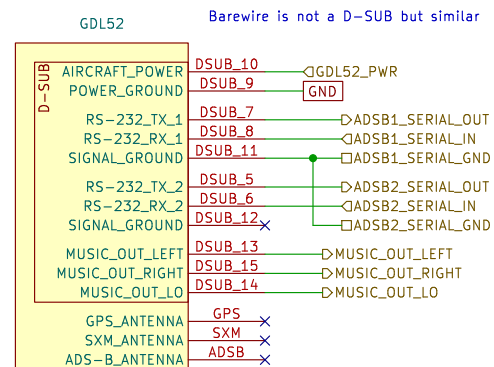 Barewire is not a D-SUB but similar
GDL52
D-SUB
AIRCRAFT_POWER DSUB_10 GDL52_PWR
POWER_GROUND DSUB_9 GND
RS-232_TX_1 DSUB_7 ADSB1_SERIAL_OUT
RS-232_RX_1 DSUB_8 ADSB1_SERIAL_IN
SIGNAL_GROUND DSUB_11 ADSB1_SERIAL_GND
RS-232_TX_2 DSUB_5 ADSB2_SERIAL_OUT
RS-232_RX_2 DSUB_6 ADSB2_SERIAL_IN
SIGNAL_GROUND DSUB_12 ADSB2_SERIAL_GND
MUSIC_OUT_LEFT DSUB_13 MUSIC_OUT_LEFT
MUSIC_OUT_RIGHT DSUB_15 MUSIC_OUT_RIGHT
MUSIC_OUT_LO DSUB_14 MUSIC_OUT_LO
GPS_ANTENNA GPS
SXM_ANTENNA SXM
ADS-B_ANTENNA ADSB